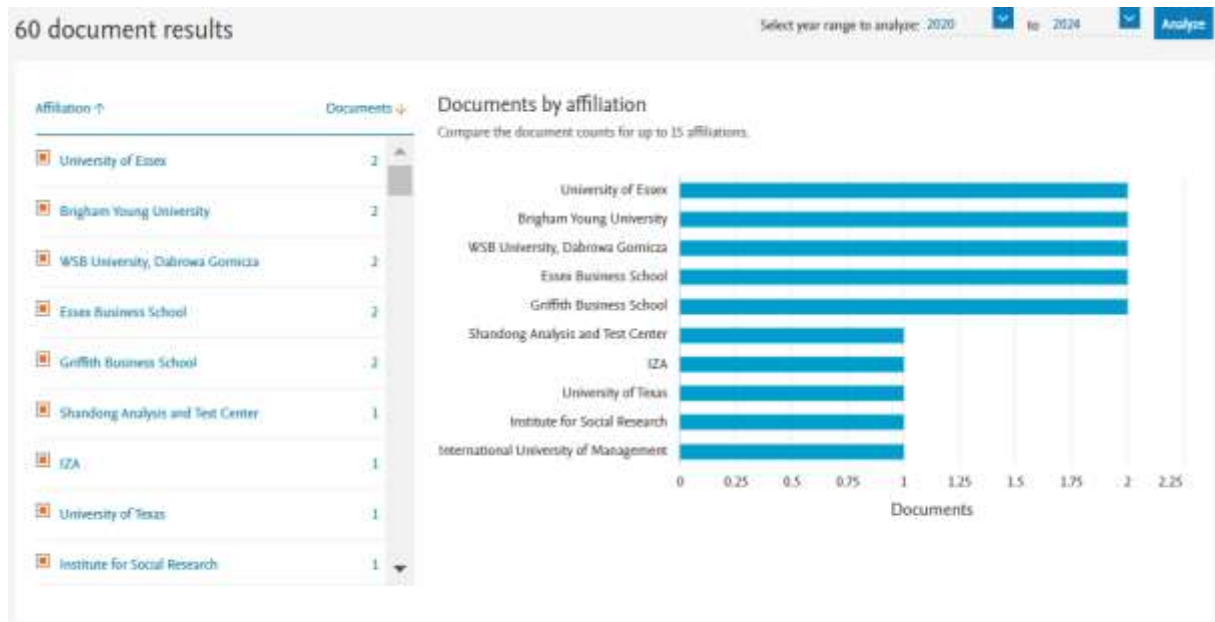 60 document results
Select year range to analyze: 2020 to 2024 Analyze
Affiliation ↑ Documents ↓
University of Essex 2
Brigham Young University 2
WSB University, Dabrowa Gornicza 2
Essex Business School 2
Griffith Business School 2
Shandong Analysis and Test Center 1
IZA 1
University of Texas 1
Institute for Social Research 1
Documents by affiliation
Compare the document counts for up to 15 affiliations.
University of Essex
Brigham Young University
WSB University, Dabrowa Gornicza
Essex Business School
Griffith Business School
Shandong Analysis and Test Center
IZA
University of Texas
Institute for Social Research
International University of Management
0 0.25 0.5 0.75 1 1.25 1.5 1.75 2 2.25
Documents